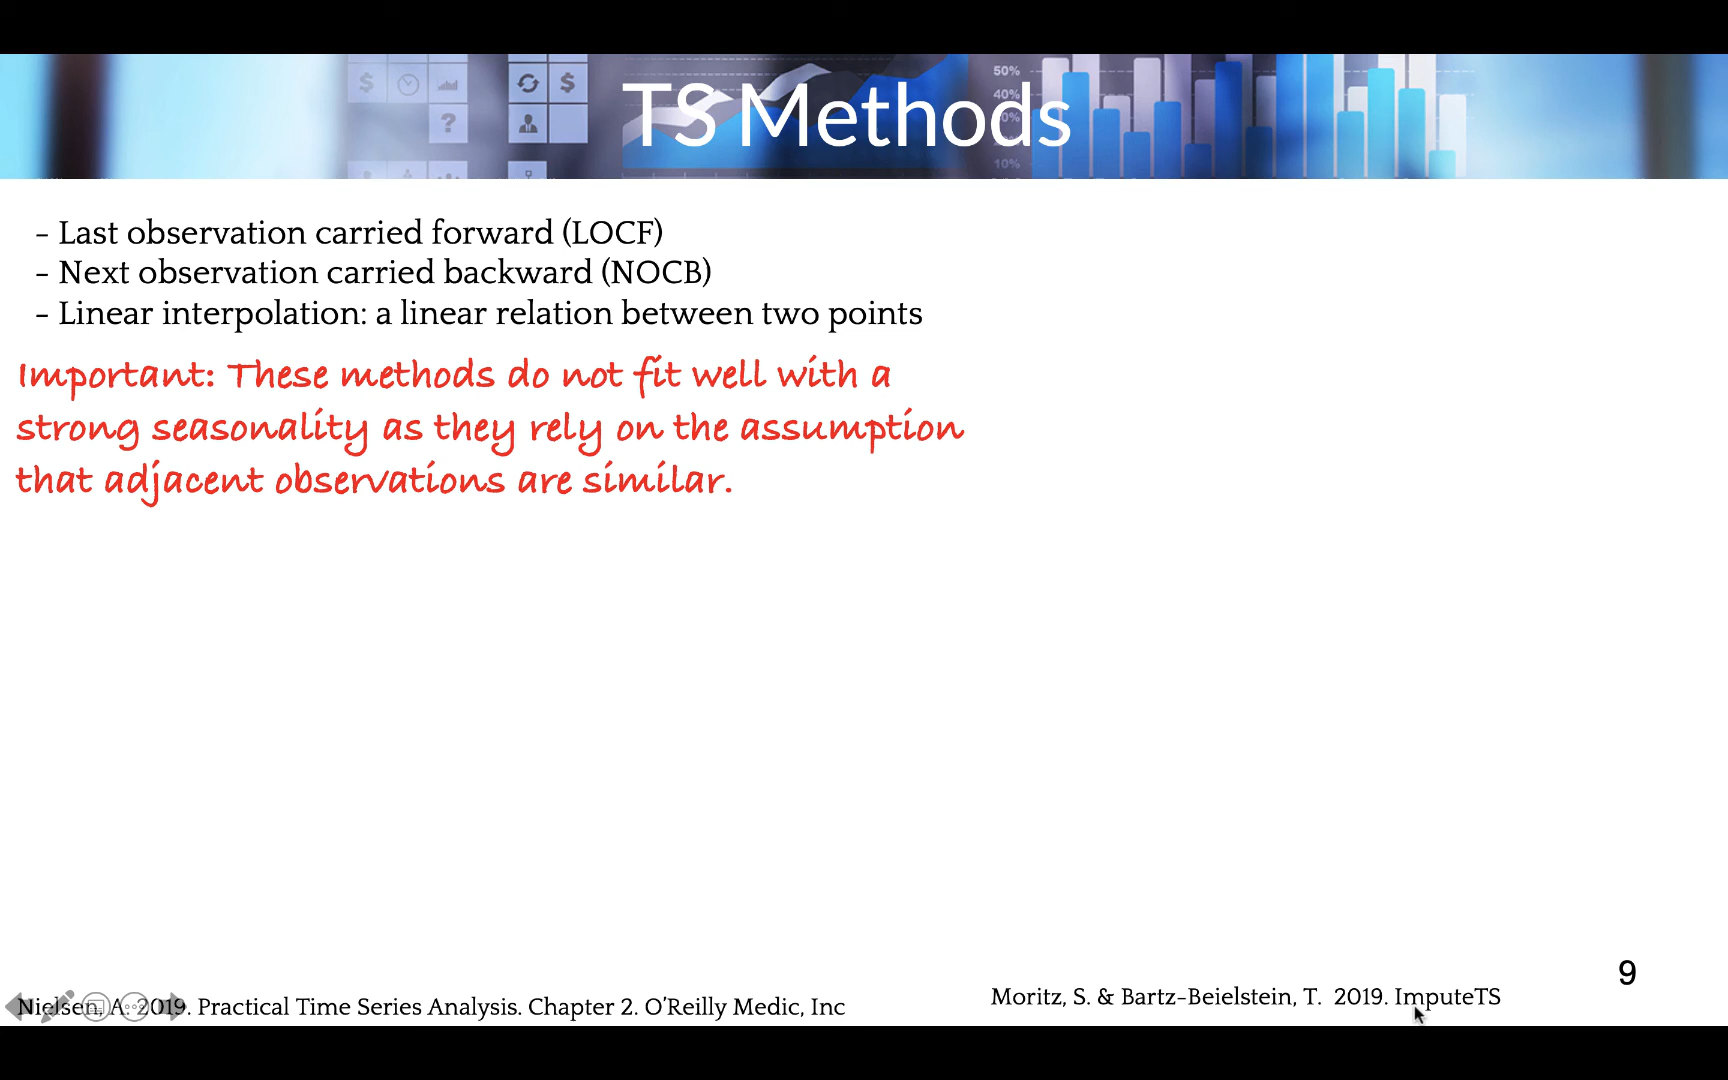 TS Methods
$ $
?
50%
40%
10%
- Last observation carried forward (LOCF)
- Next observation carried backward (NOCB)
- Linear interpolation: a linear relation between two points
Important: These methods do not fit well with a
strong seasonality as they rely on the assumption
that adjacent observations are similar.
9
Nielsen, A. 2019. Practical Time Series Analysis. Chapter 2. O'Reilly Medic, Inc
Moritz, S. & Bartz-Beielstein, T. 2019. ImputeTS